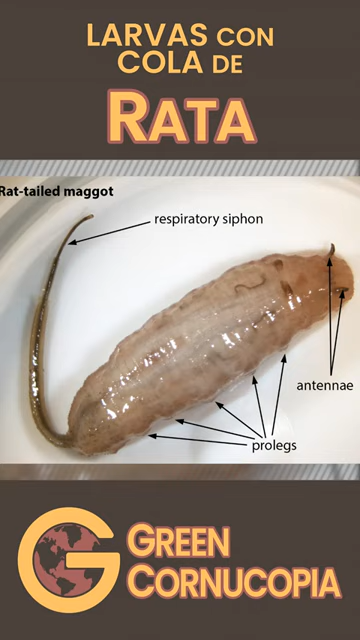 LARVAS CON
COLA DE
RATA
Rat-tailed maggot
respiratory siphon
antennae
prolegs
GREEN
CORNUCOPIA